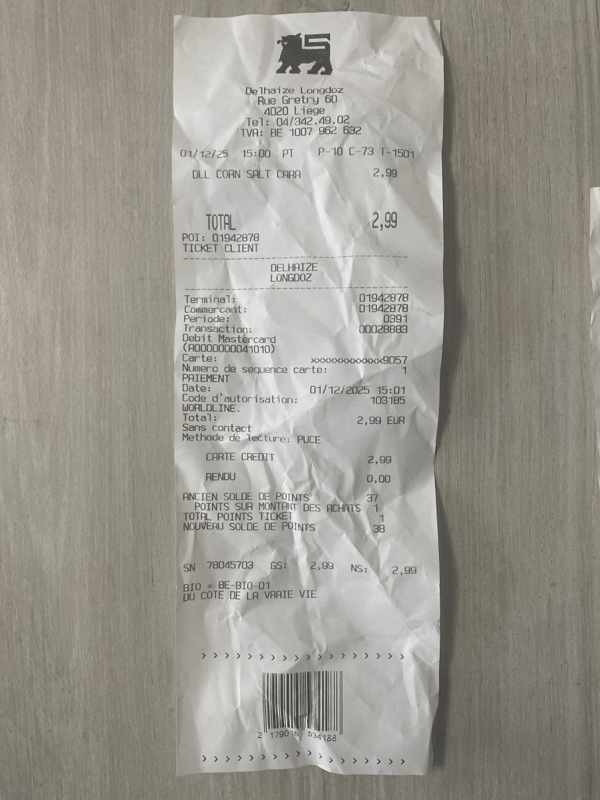 Delhaize Longdoz
Rue Gretry 60
4020 Liege
Tel: 04/342.49.02
TVA: BE 1007 962 632
01/12/25 15:00 PT P-10 C-73 T-1501
DLL CORN SALT CARA 2,99
TOTAL 2,99
POI: 01942878
TICKET CLIENT
DELHAIZE
LONGDOZ
Terminal: 01942878
Commercant: 01942878
Periode: 0391
Transaction: 00028883
Debit Mastercard
(A0000000041010)
Carte: xxxxxxxxxxxx9057
Numero de sequence carte: 1
PAIEMENT
Date: 01/12/2025 15:01
Code d'autorisation: 103185
WORLDLINE.
Total: 2,99 EUR
Sans contact
Methode de lecture: PUCE
CARTE CREDIT 2,99
RENDU 0,00
ANCIEN SOLDE DE POINTS 37
POINTS SUR MONTANT DES ACHATS 1
TOTAL POINTS TICKET 1
NOUVEAU SOLDE DE POINTS 38
SN 78045703 GS: 2,99 NS: 2,99
BIO = BE-BIO-01
DU COTE DE LA VRAIE VIE
> > > > > > > > > > > > > > > > > >
2
> > > > > > > > > > > > > > > > > >